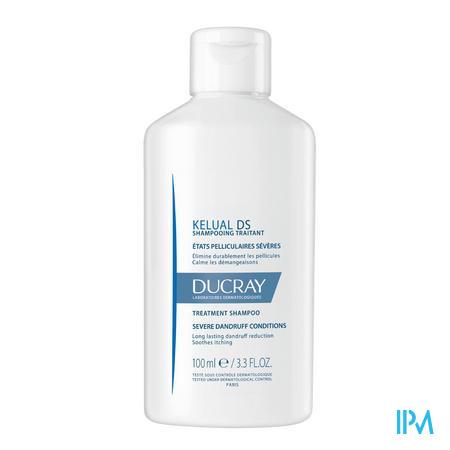 KELUAL DS
SHAMPOOING TRAITANT
ÉTATS PELLICULAIRES SÉVÈRES
Élimine durablement les pellicules
Calme les démangeaisons
DUCRAY
LABORATOIRES DERMATOLOGIQUES
TREATMENT SHAMPOO
SEVERE DANDRUFF CONDITIONS
Long lasting dandruff reduction
Soothes itching
100 ml ℮ / 3.3 FL.OZ.
TESTÉ SOUS CONTRÔLE DERMATOLOGIQUE
TESTED UNDER DERMATOLOGICAL CONTROL
PARIS
IPM